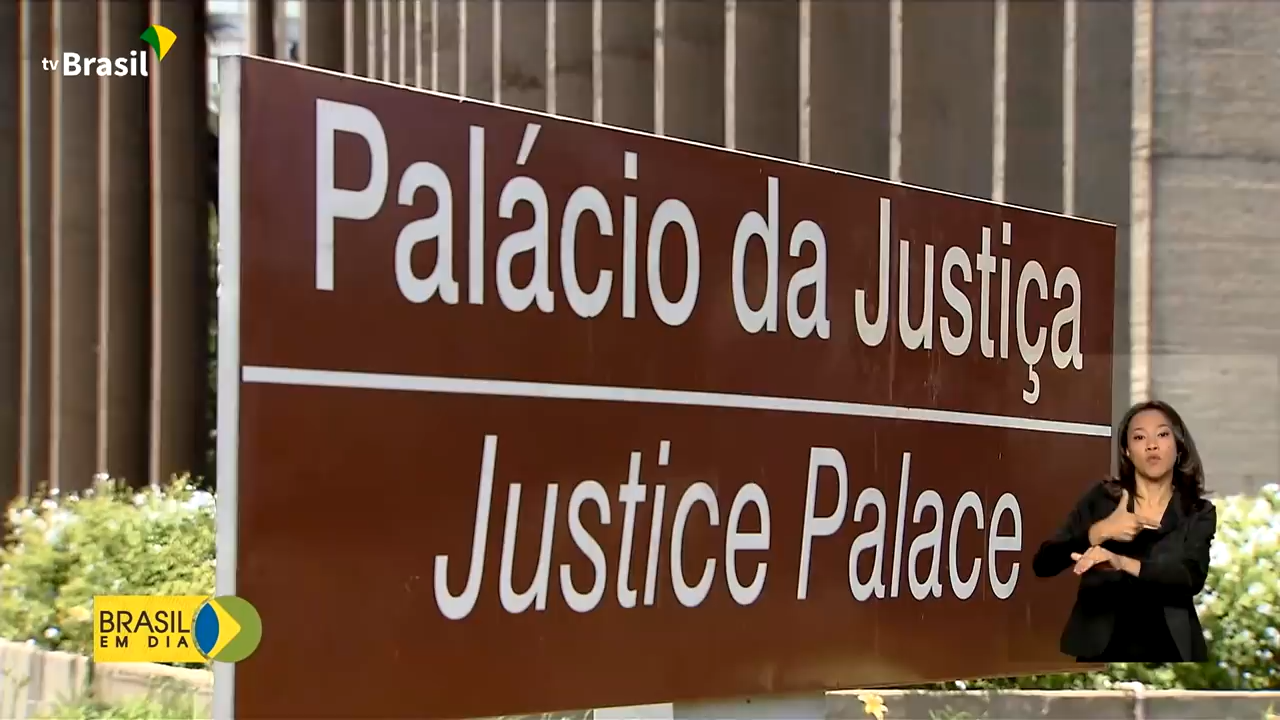 tv Brasil
Palácio da Justiça
Justice Palace
BRASIL
EM DIA